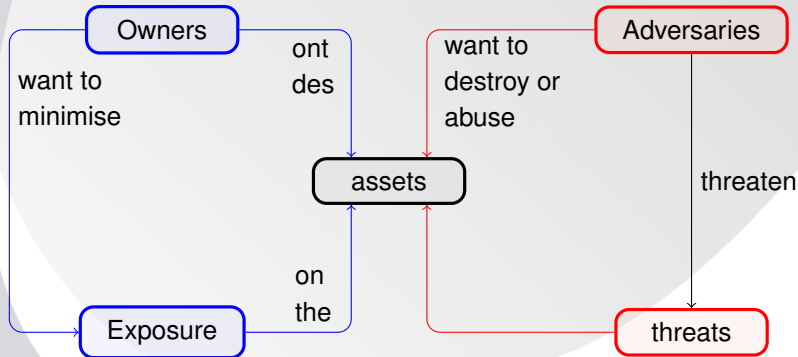 Owners
ont
des
want to
destroy or
abuse
Adversaries
want to
minimise
assets
threaten
on
the
Exposure
threats